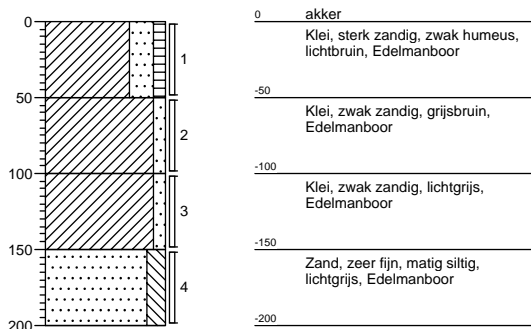 0
50
100
150
200
1
2
3
4
0 akker
Klei, sterk zandig, zwak humeus,
lichtbruin, Edelmanboor
-50
Klei, zwak zandig, grijsbruin,
Edelmanboor
-100
Klei, zwak zandig, lichtgrijs,
Edelmanboor
-150
Zand, zeer fijn, matig siltig,
lichtgrijs, Edelmanboor
-200